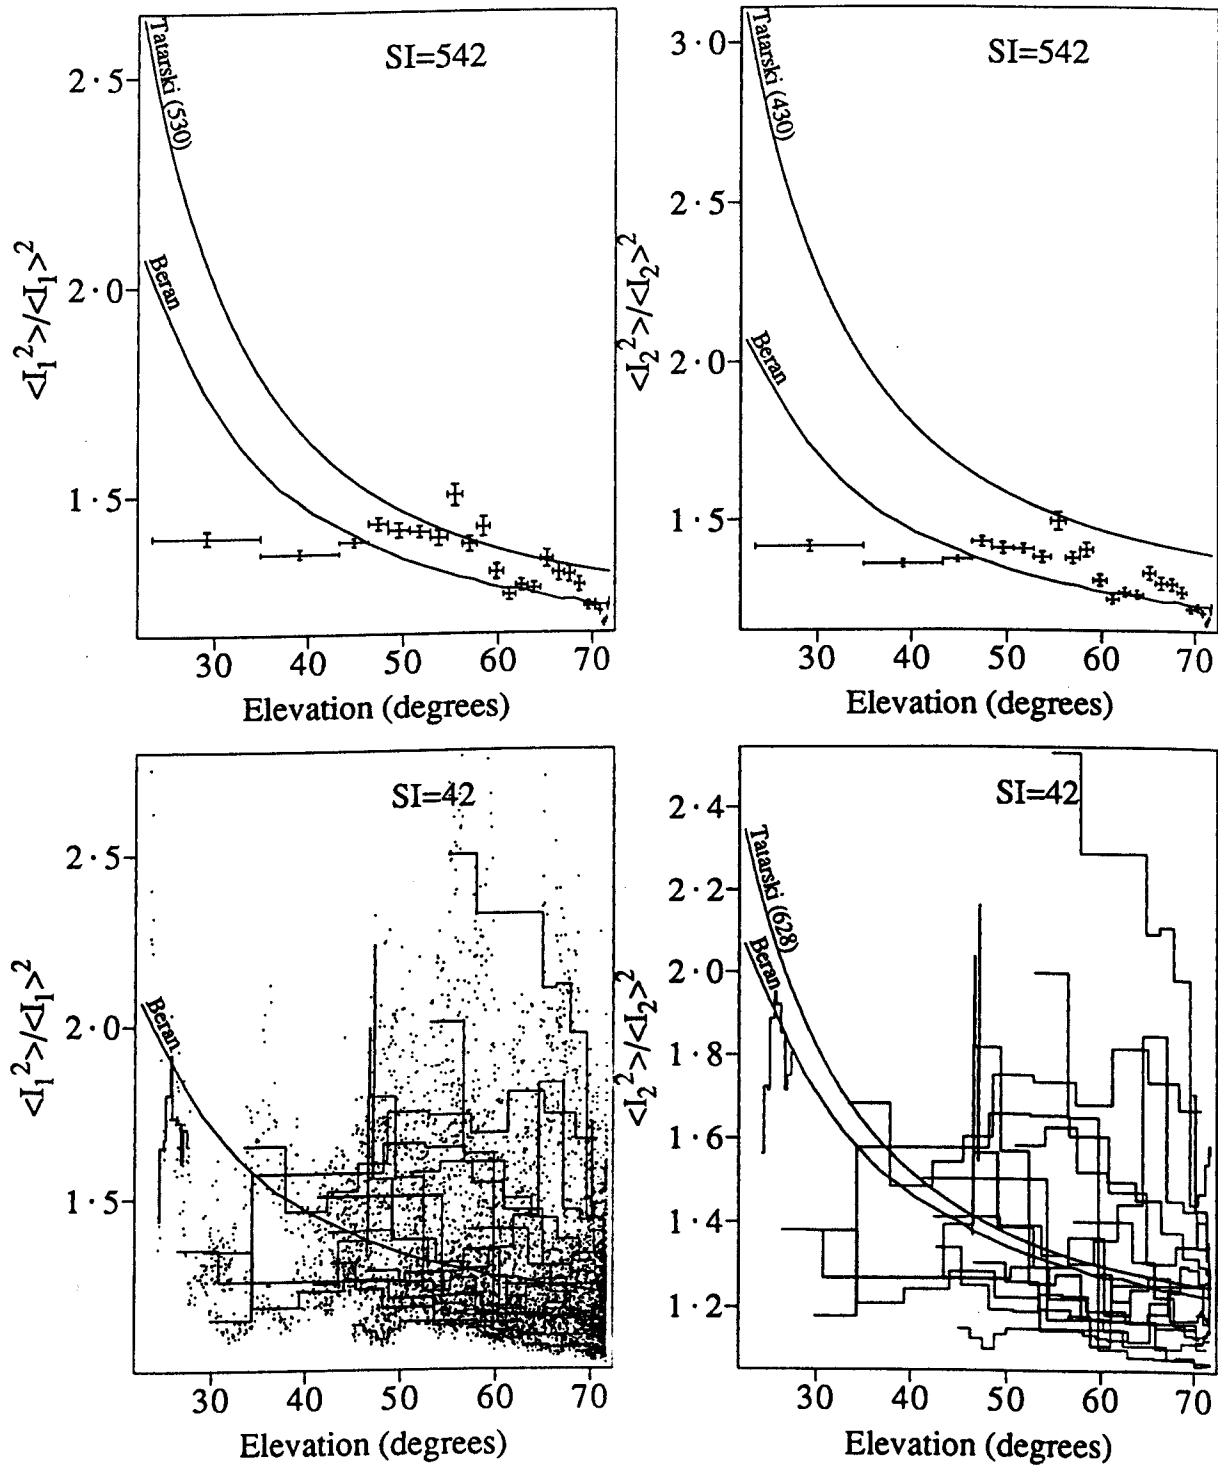 SI=542
Tatarski (530)
Beran
<I₁²>/<I₁>²
2·5
2·0
1·5
30 40 50 60 70
Elevation (degrees)
SI=542
Tatarski (430)
Beran
<I₂²>/<I₂>²
3·0
2·5
2·0
1·5
30 40 50 60 70
Elevation (degrees)
SI=42
Beran
<I₁²>/<I₁>²
2·5
2·0
1·5
30 40 50 60 70
Elevation (degrees)
SI=42
Tatarski (628)
Beran
<I₂²>/<I₂>²
2·4
2·2
2·0
1·8
1·6
1·4
1·2
30 40 50 60 70
Elevation (degrees)